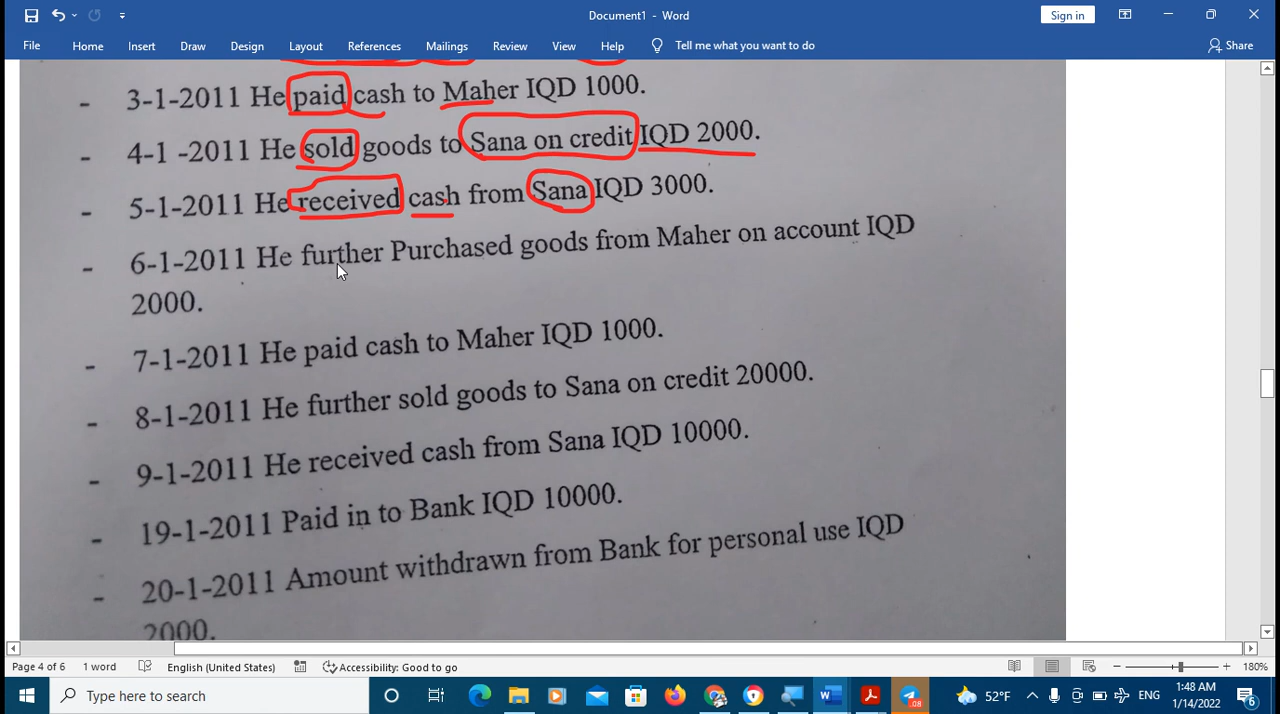 Document1 - Word
Sign in
File Home Insert Draw Design Layout References Mailings Review View Help Tell me what you want to do Share
- 3-1-2011 He paid cash to Maher IQD 1000.
- 4-1 -2011 He sold goods to Sana on credit IQD 2000.
- 5-1-2011 He received cash from Sana IQD 3000.
- 6-1-2011 He further Purchased goods from Maher on account IQD
2000.
- 7-1-2011 He paid cash to Maher IQD 1000.
- 8-1-2011 He further sold goods to Sana on credit 20000.
- 9-1-2011 He received cash from Sana IQD 10000.
- 19-1-2011 Paid in to Bank IQD 10000.
- 20-1-2011 Amount withdrawn from Bank for personal use IQD
2000.
Page 4 of 6 1 word English (United States) Accessibility: Good to go 180%
Type here to search 52°F ENG 1:48 AM
1/14/2022
.08
6